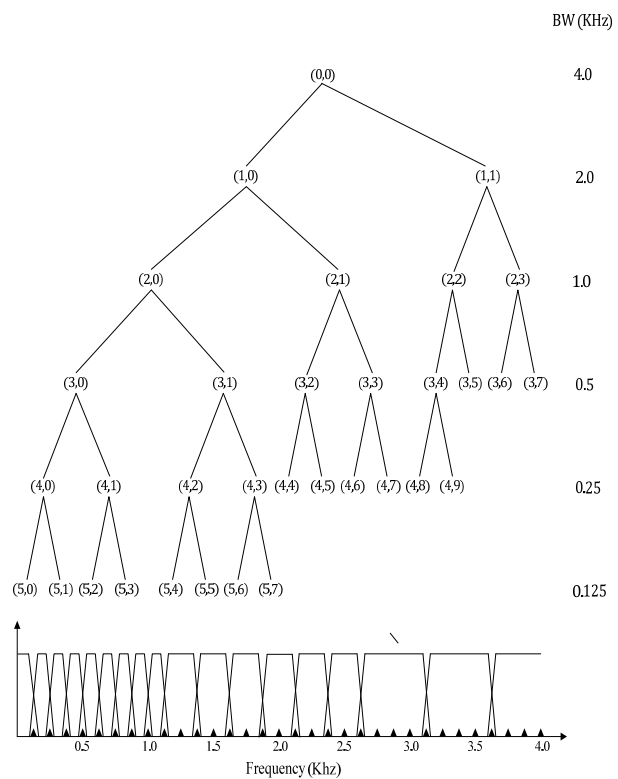 BW (KHz)
(0,0) 4.0
(1,0) (1,1) 2.0
(2,0) (2,1) (2,2) (2,3) 1.0
(3,0) (3,1) (3,2) (3,3) (3,4) (3,5) (3,6) (3,7) 0.5
(4,0) (4,1) (4,2) (4,3) (4,4) (4,5) (4,6) (4,7) (4,8) (4,9) 0.25
(5,0) (5,1) (5,2) (5,3) (5,4) (5,5) (5,6) (5,7) 0.125
0.5 1.0 1.5 2.0 2.5 3.0 3.5 4.0
Frequency (Khz)